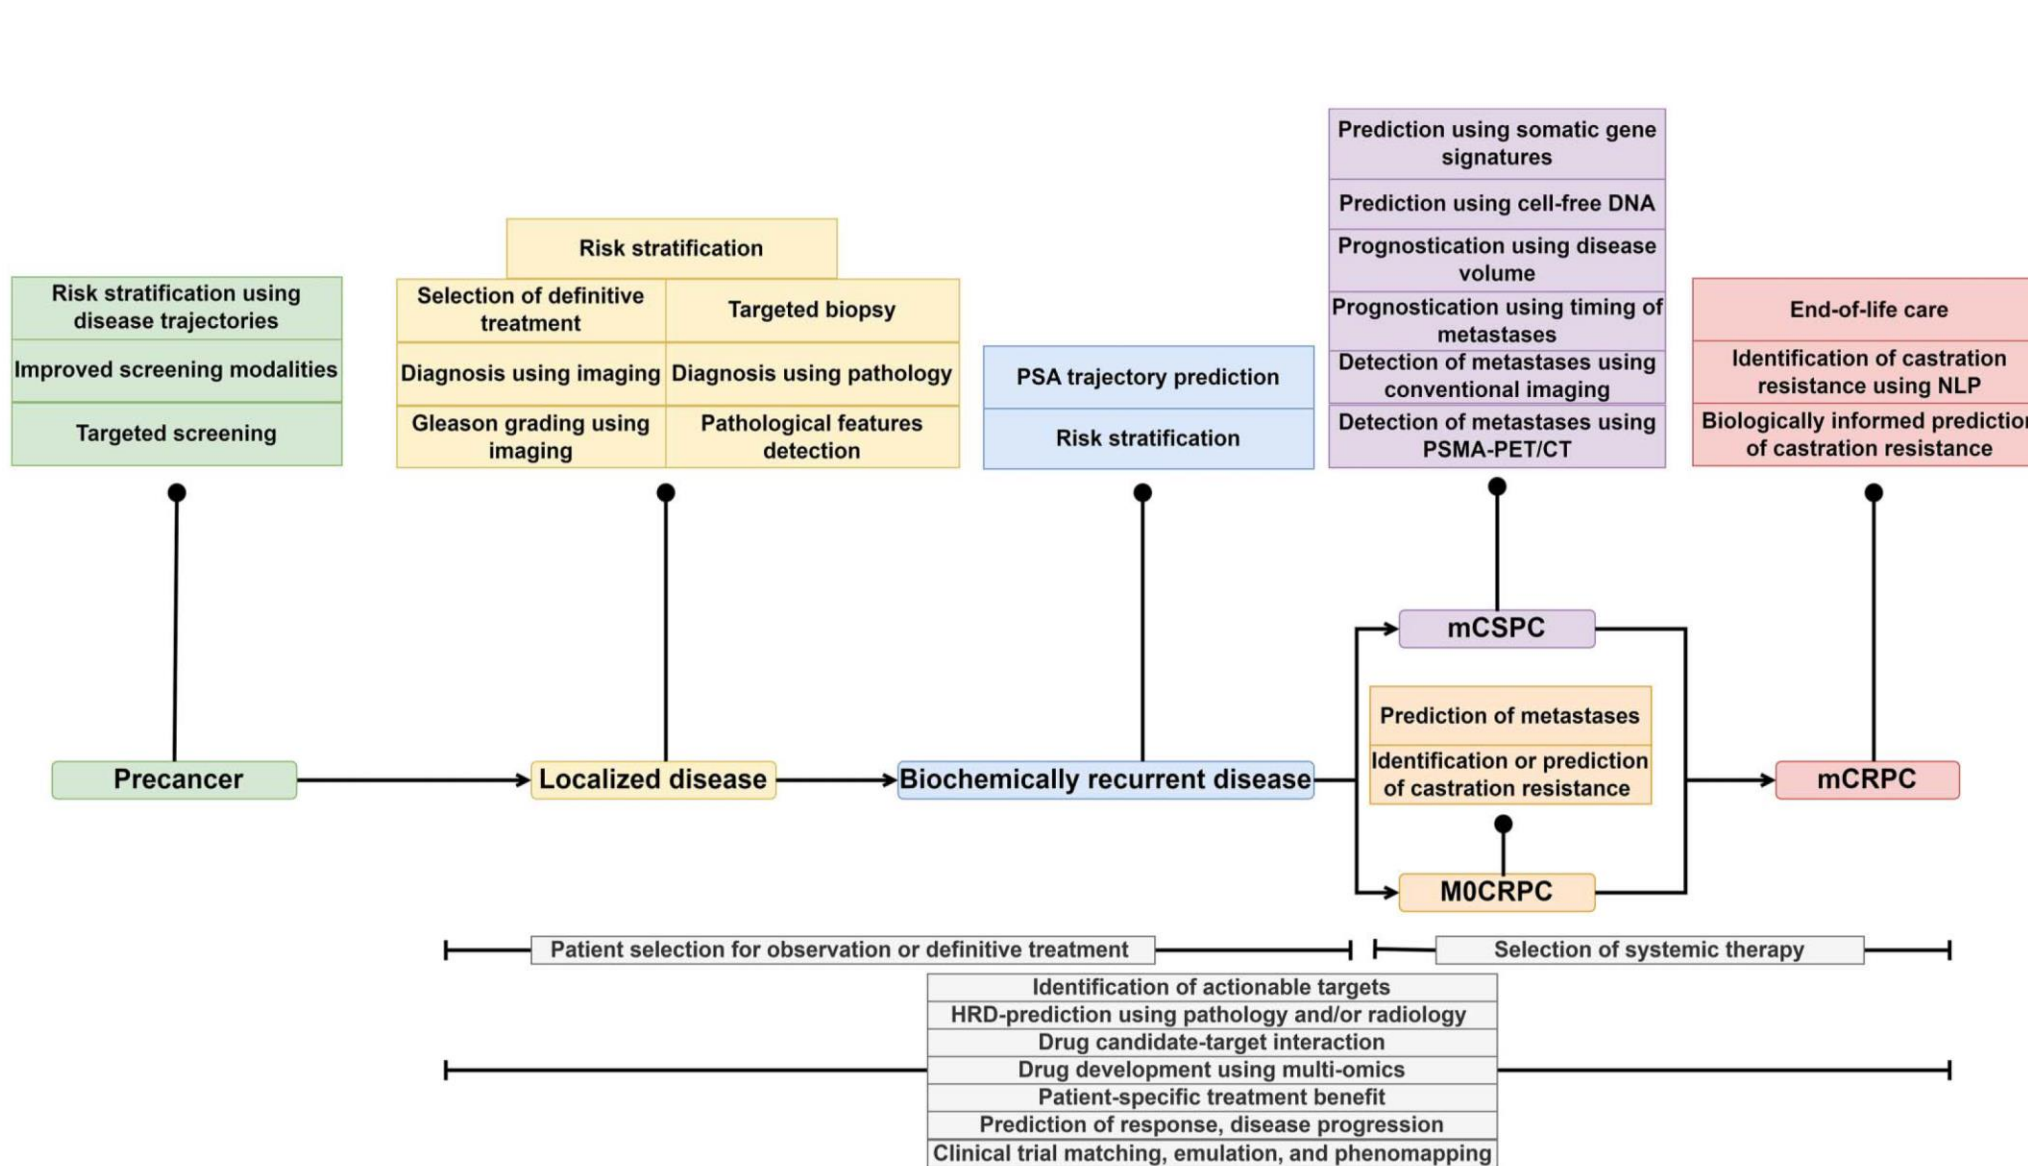 Risk stratification using
disease trajectories
Improved screening modalities
Targeted screening
Risk stratification
Selection of definitive
treatment
Targeted biopsy
Diagnosis using imaging
Diagnosis using pathology
Gleason grading using
imaging
Pathological features
detection
PSA trajectory prediction
Risk stratification
Prediction using somatic gene
signatures
Prediction using cell-free DNA
Prognostication using disease
volume
Prognostication using timing of
metastases
Detection of metastases using
conventional imaging
Detection of metastases using
PSMA-PET/CT
End-of-life care
Identification of castration
resistance using NLP
Biologically informed prediction
of castration resistance
Precancer
Localized disease
Biochemically recurrent disease
mCSPC
Prediction of metastases
Identification or prediction
of castration resistance
M0CRPC
mCRPC
Patient selection for observation or definitive treatment
Selection of systemic therapy
Identification of actionable targets
HRD-prediction using pathology and/or radiology
Drug candidate-target interaction
Drug development using multi-omics
Patient-specific treatment benefit
Prediction of response, disease progression
Clinical trial matching, emulation, and phenomapping